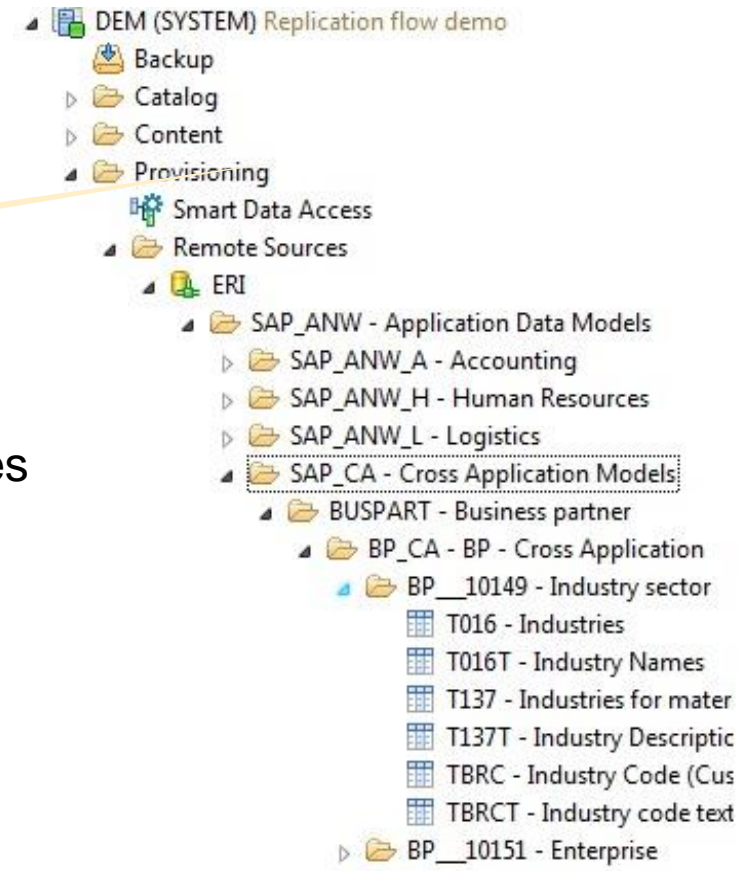 DEM (SYSTEM) Replication flow demo
Backup
Catalog
Content
Provisioning
Smart Data Access
Remote Sources
ERI
SAP_ANW - Application Data Models
SAP_ANW_A - Accounting
SAP_ANW_H - Human Resources
SAP_ANW_L - Logistics
es
SAP_CA - Cross Application Models
BUSPART - Business partner
BP_CA - BP - Cross Application
BP__10149 - Industry sector
T016 - Industries
T016T - Industry Names
T137 - Industries for mater
T137T - Industry Descriptic
TBRC - Industry Code (Cus
TBRCT - Industry code text
BP__10151 - Enterprise